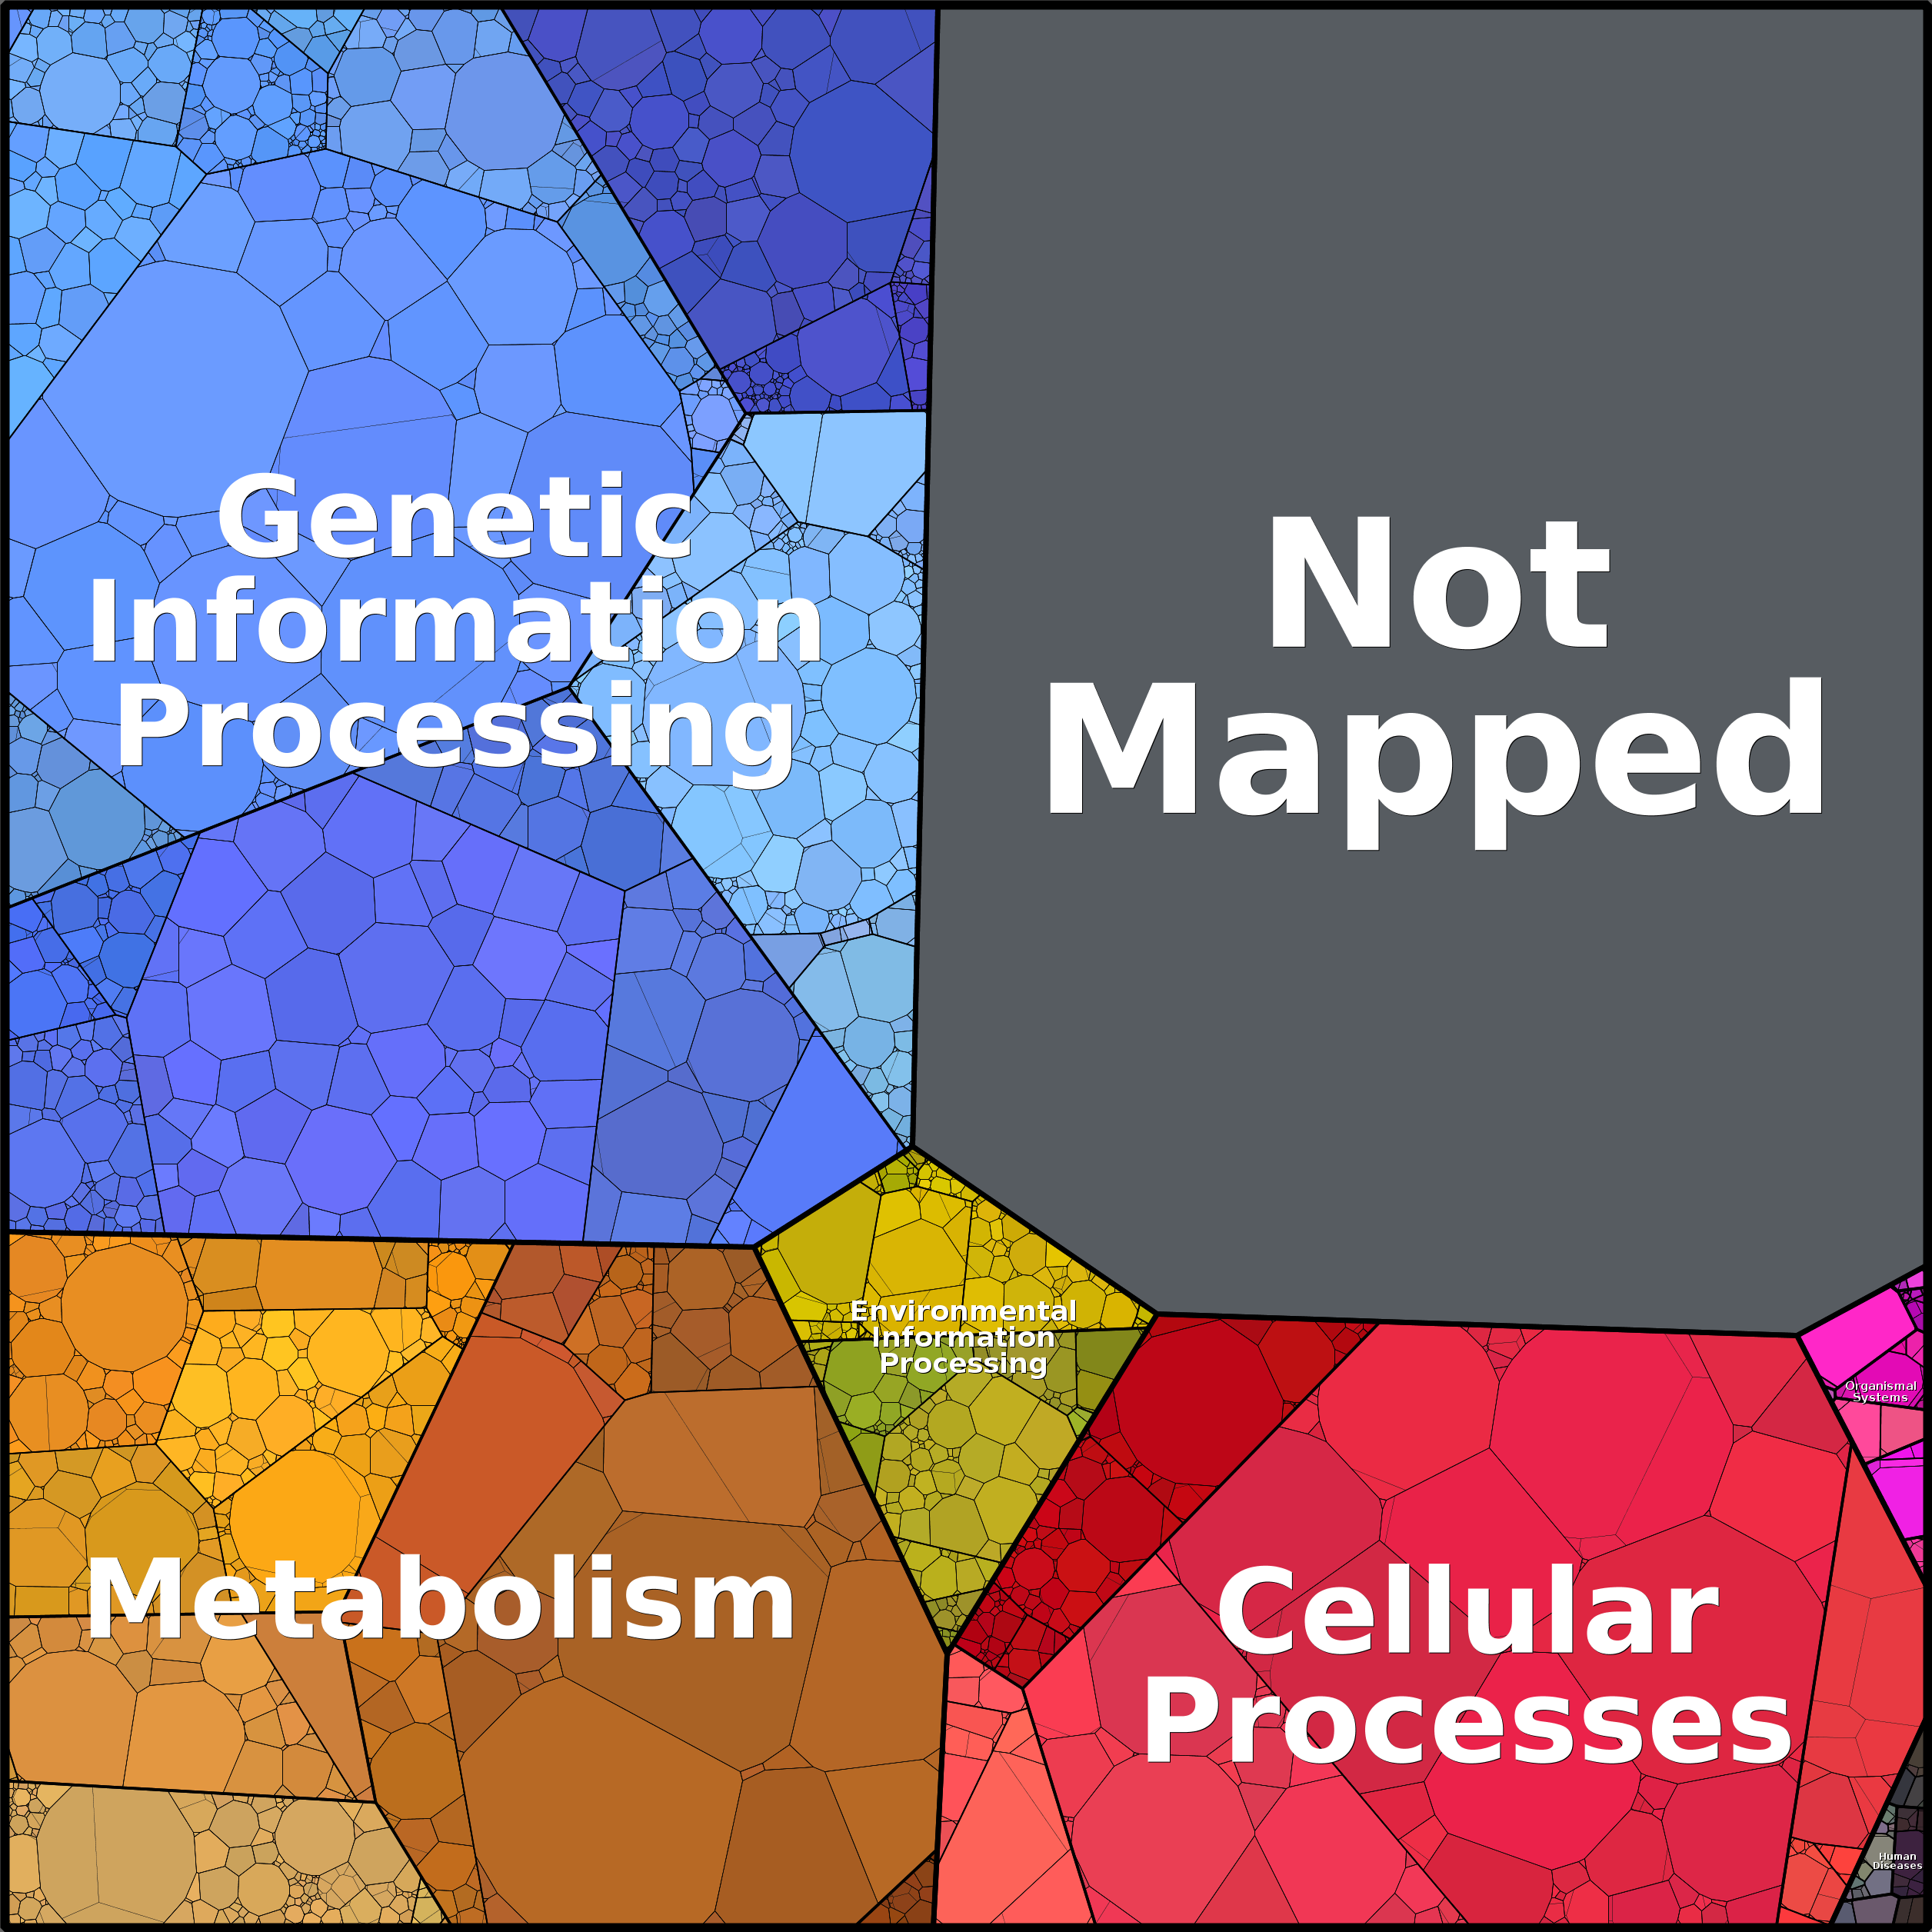 Genetic
Information
Processing
Not
Mapped
Environmental
Information
Processing
Organismal
Systems
Metabolism
Cellular
Processes
Human
Diseases